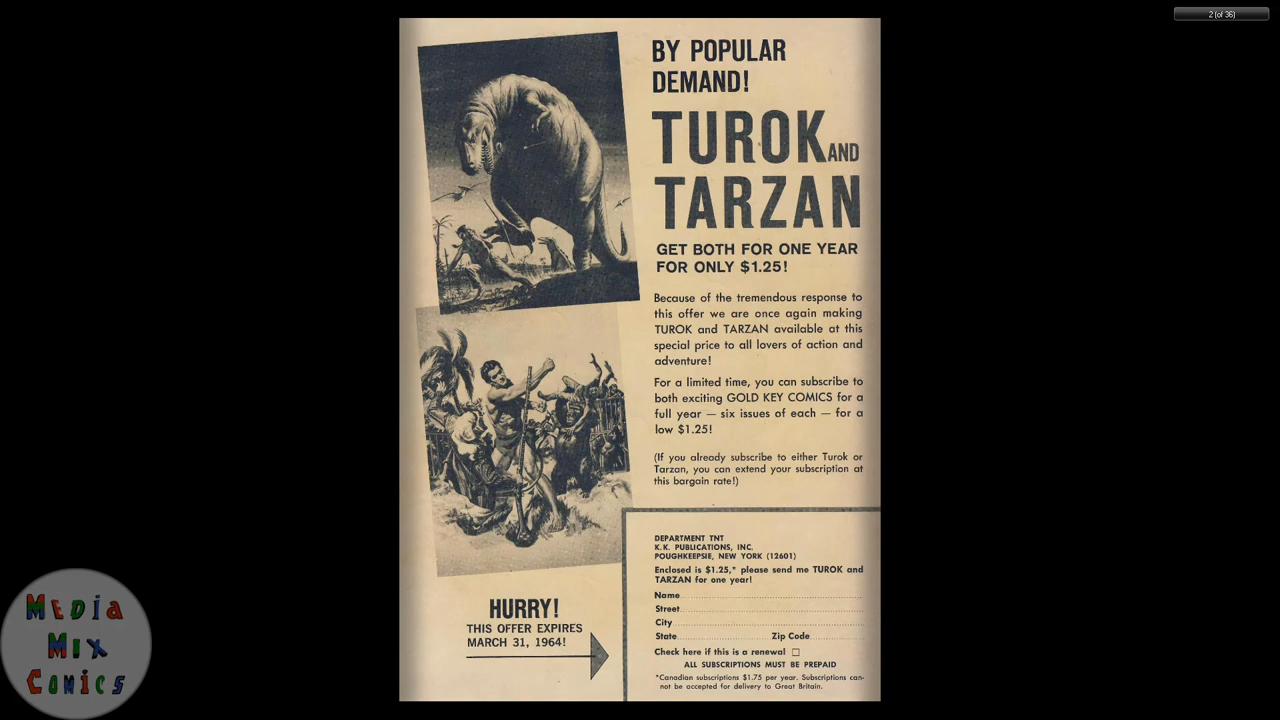 2 (of 36)
BY POPULAR
DEMAND!
TUROK AND
TARZAN
GET BOTH FOR ONE YEAR
FOR ONLY $1.25!
Because of the tremendous response to
this offer we are once again making
TUROK and TARZAN available at this
special price to all lovers of action and
adventure!
For a limited time, you can subscribe to
both exciting GOLD KEY COMICS for a
full year — six issues of each — for a
low $1.25!
(If you already subscribe to either Turok or
Tarzan, you can extend your subscription at
this bargain rate!)
DEPARTMENT TNT
K.K. PUBLICATIONS, INC.
POUGHKEEPSIE, NEW YORK (12601)
Enclosed is $1.25,* please send me TUROK and
TARZAN for one year!
Name
Street
City
State Zip Code
Check here if this is a renewal
ALL SUBSCRIPTIONS MUST BE PREPAID
*Canadian subscriptions $1.75 per year. Subscriptions can-
not be accepted for delivery to Great Britain.
HURRY!
THIS OFFER EXPIRES
MARCH 31, 1964!
MEDiA
MIX
COMICS